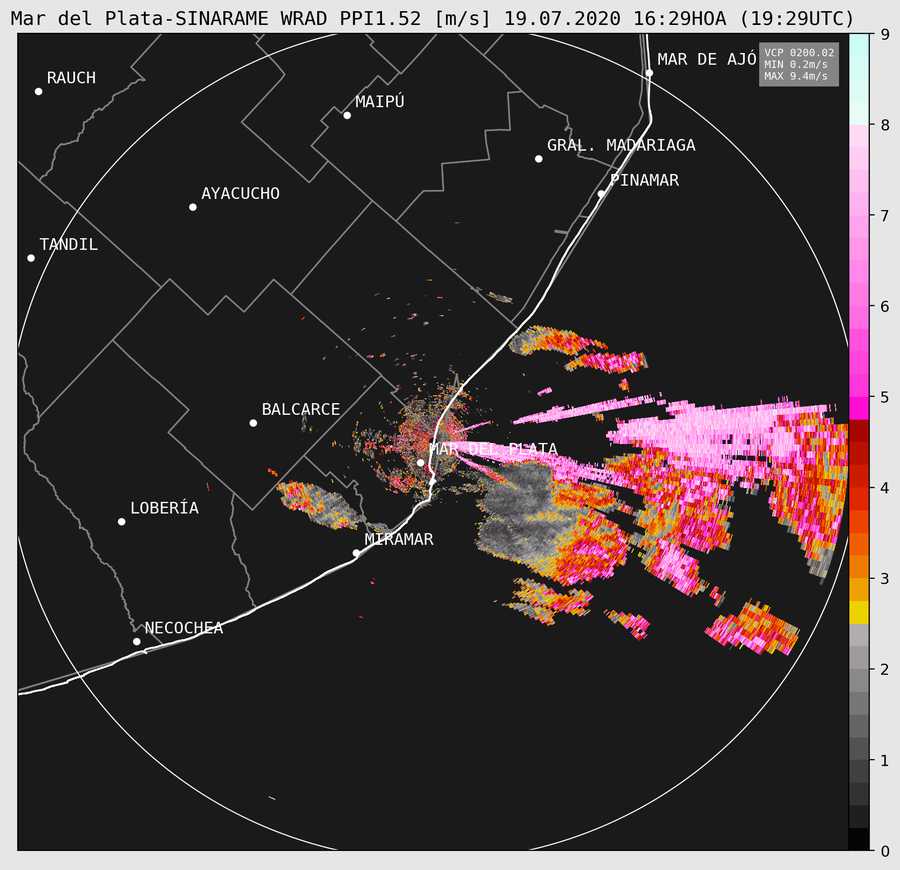 Mar del Plata-SINARAME WRAD PPI1.52 [m/s] 19.07.2020 16:29HOA (19:29UTC)
VCP 0200.02
MIN 0.2m/s
MAX 9.4m/s
MAR DE AJÓ
RAUCH
MAIPÚ
GRAL. MADARIAGA
PINAMAR
AYACUCHO
TANDIL
BALCARCE
MAR DEL PLATA
LOBERÍA
MIRAMAR
NECOCHEA
9
8
7
6
5
4
3
2
1
0